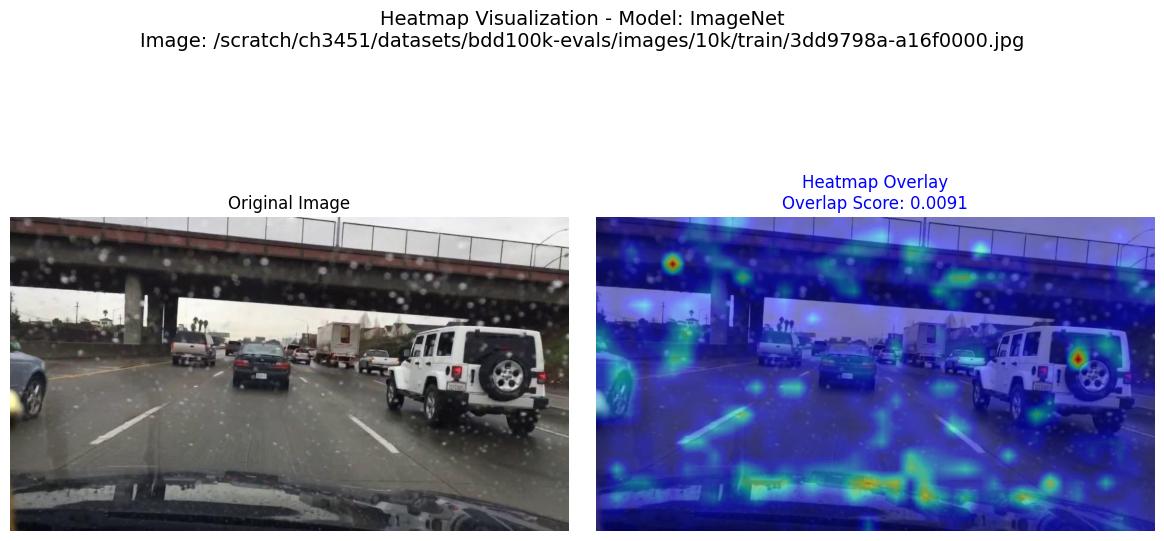 Heatmap Visualization - Model: ImageNet
Image: /scratch/ch3451/datasets/bdd100k-evals/images/10k/train/3dd9798a-a16f0000.jpg
Original Image
Heatmap Overlay
Overlap Score: 0.0091